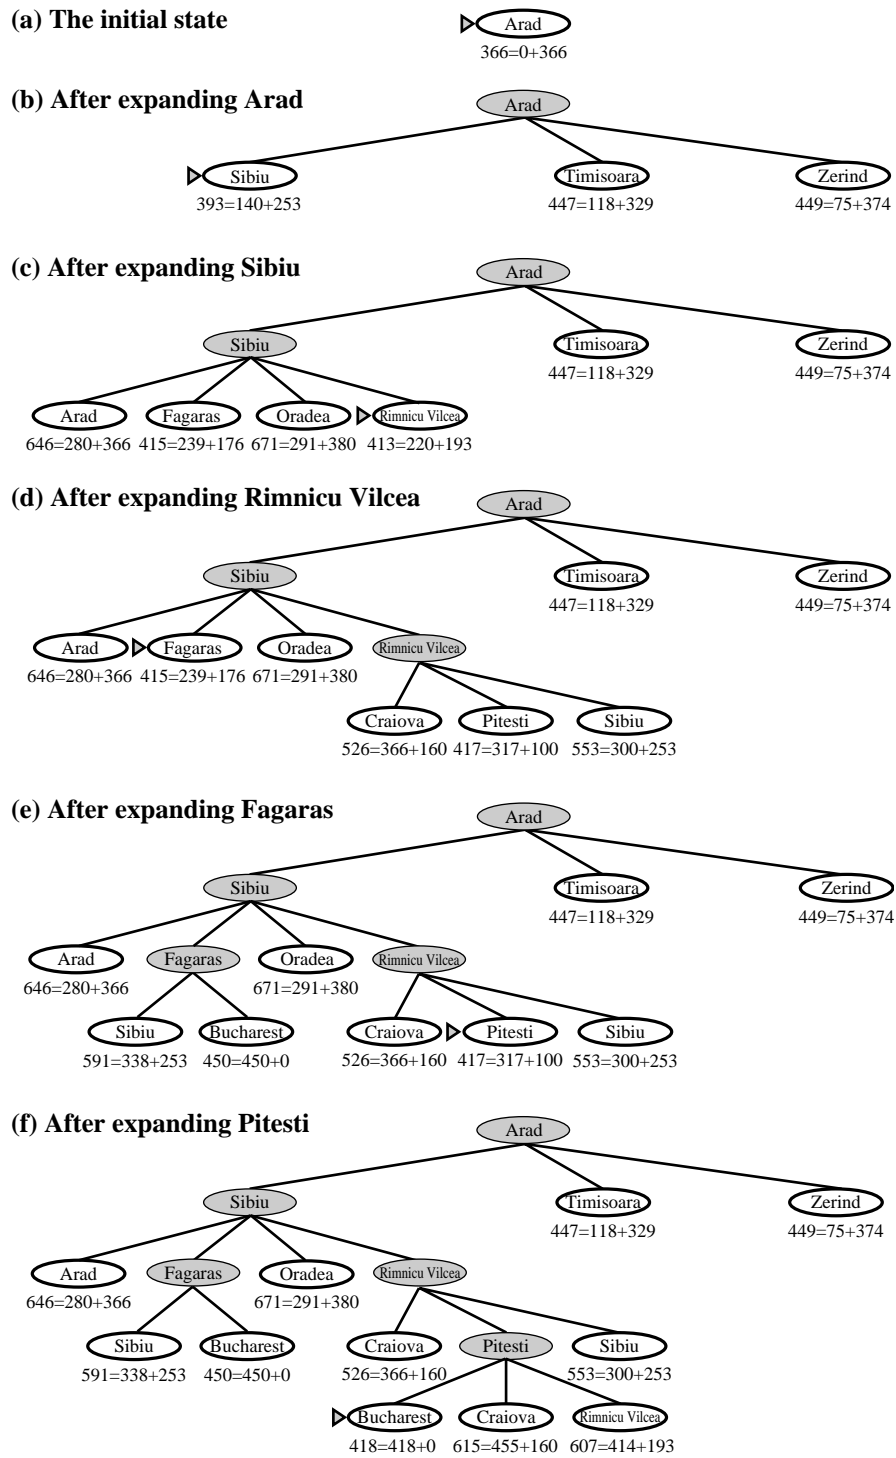 (a) The initial state
Arad
366=0+366
(b) After expanding Arad
Arad
Sibiu Timisoara Zerind
393=140+253 447=118+329 449=75+374
(c) After expanding Sibiu
Arad
Sibiu Timisoara Zerind
447=118+329 449=75+374
Arad Fagaras Oradea Rimnicu Vilcea
646=280+366 415=239+176 671=291+380 413=220+193
(d) After expanding Rimnicu Vilcea
Arad
Sibiu Timisoara Zerind
447=118+329 449=75+374
Arad Fagaras Oradea Rimnicu Vilcea
646=280+366 415=239+176 671=291+380
Craiova Pitesti Sibiu
526=366+160 417=317+100 553=300+253
(e) After expanding Fagaras
Arad
Sibiu Timisoara Zerind
447=118+329 449=75+374
Arad Fagaras Oradea Rimnicu Vilcea
646=280+366 671=291+380
Sibiu Bucharest Craiova Pitesti Sibiu
591=338+253 450=450+0 526=366+160 417=317+100 553=300+253
(f) After expanding Pitesti
Arad
Sibiu Timisoara Zerind
447=118+329 449=75+374
Arad Fagaras Oradea Rimnicu Vilcea
646=280+366 671=291+380
Sibiu Bucharest Craiova Pitesti Sibiu
591=338+253 450=450+0 526=366+160 553=300+253
Bucharest Craiova Rimnicu Vilcea
418=418+0 615=455+160 607=414+193